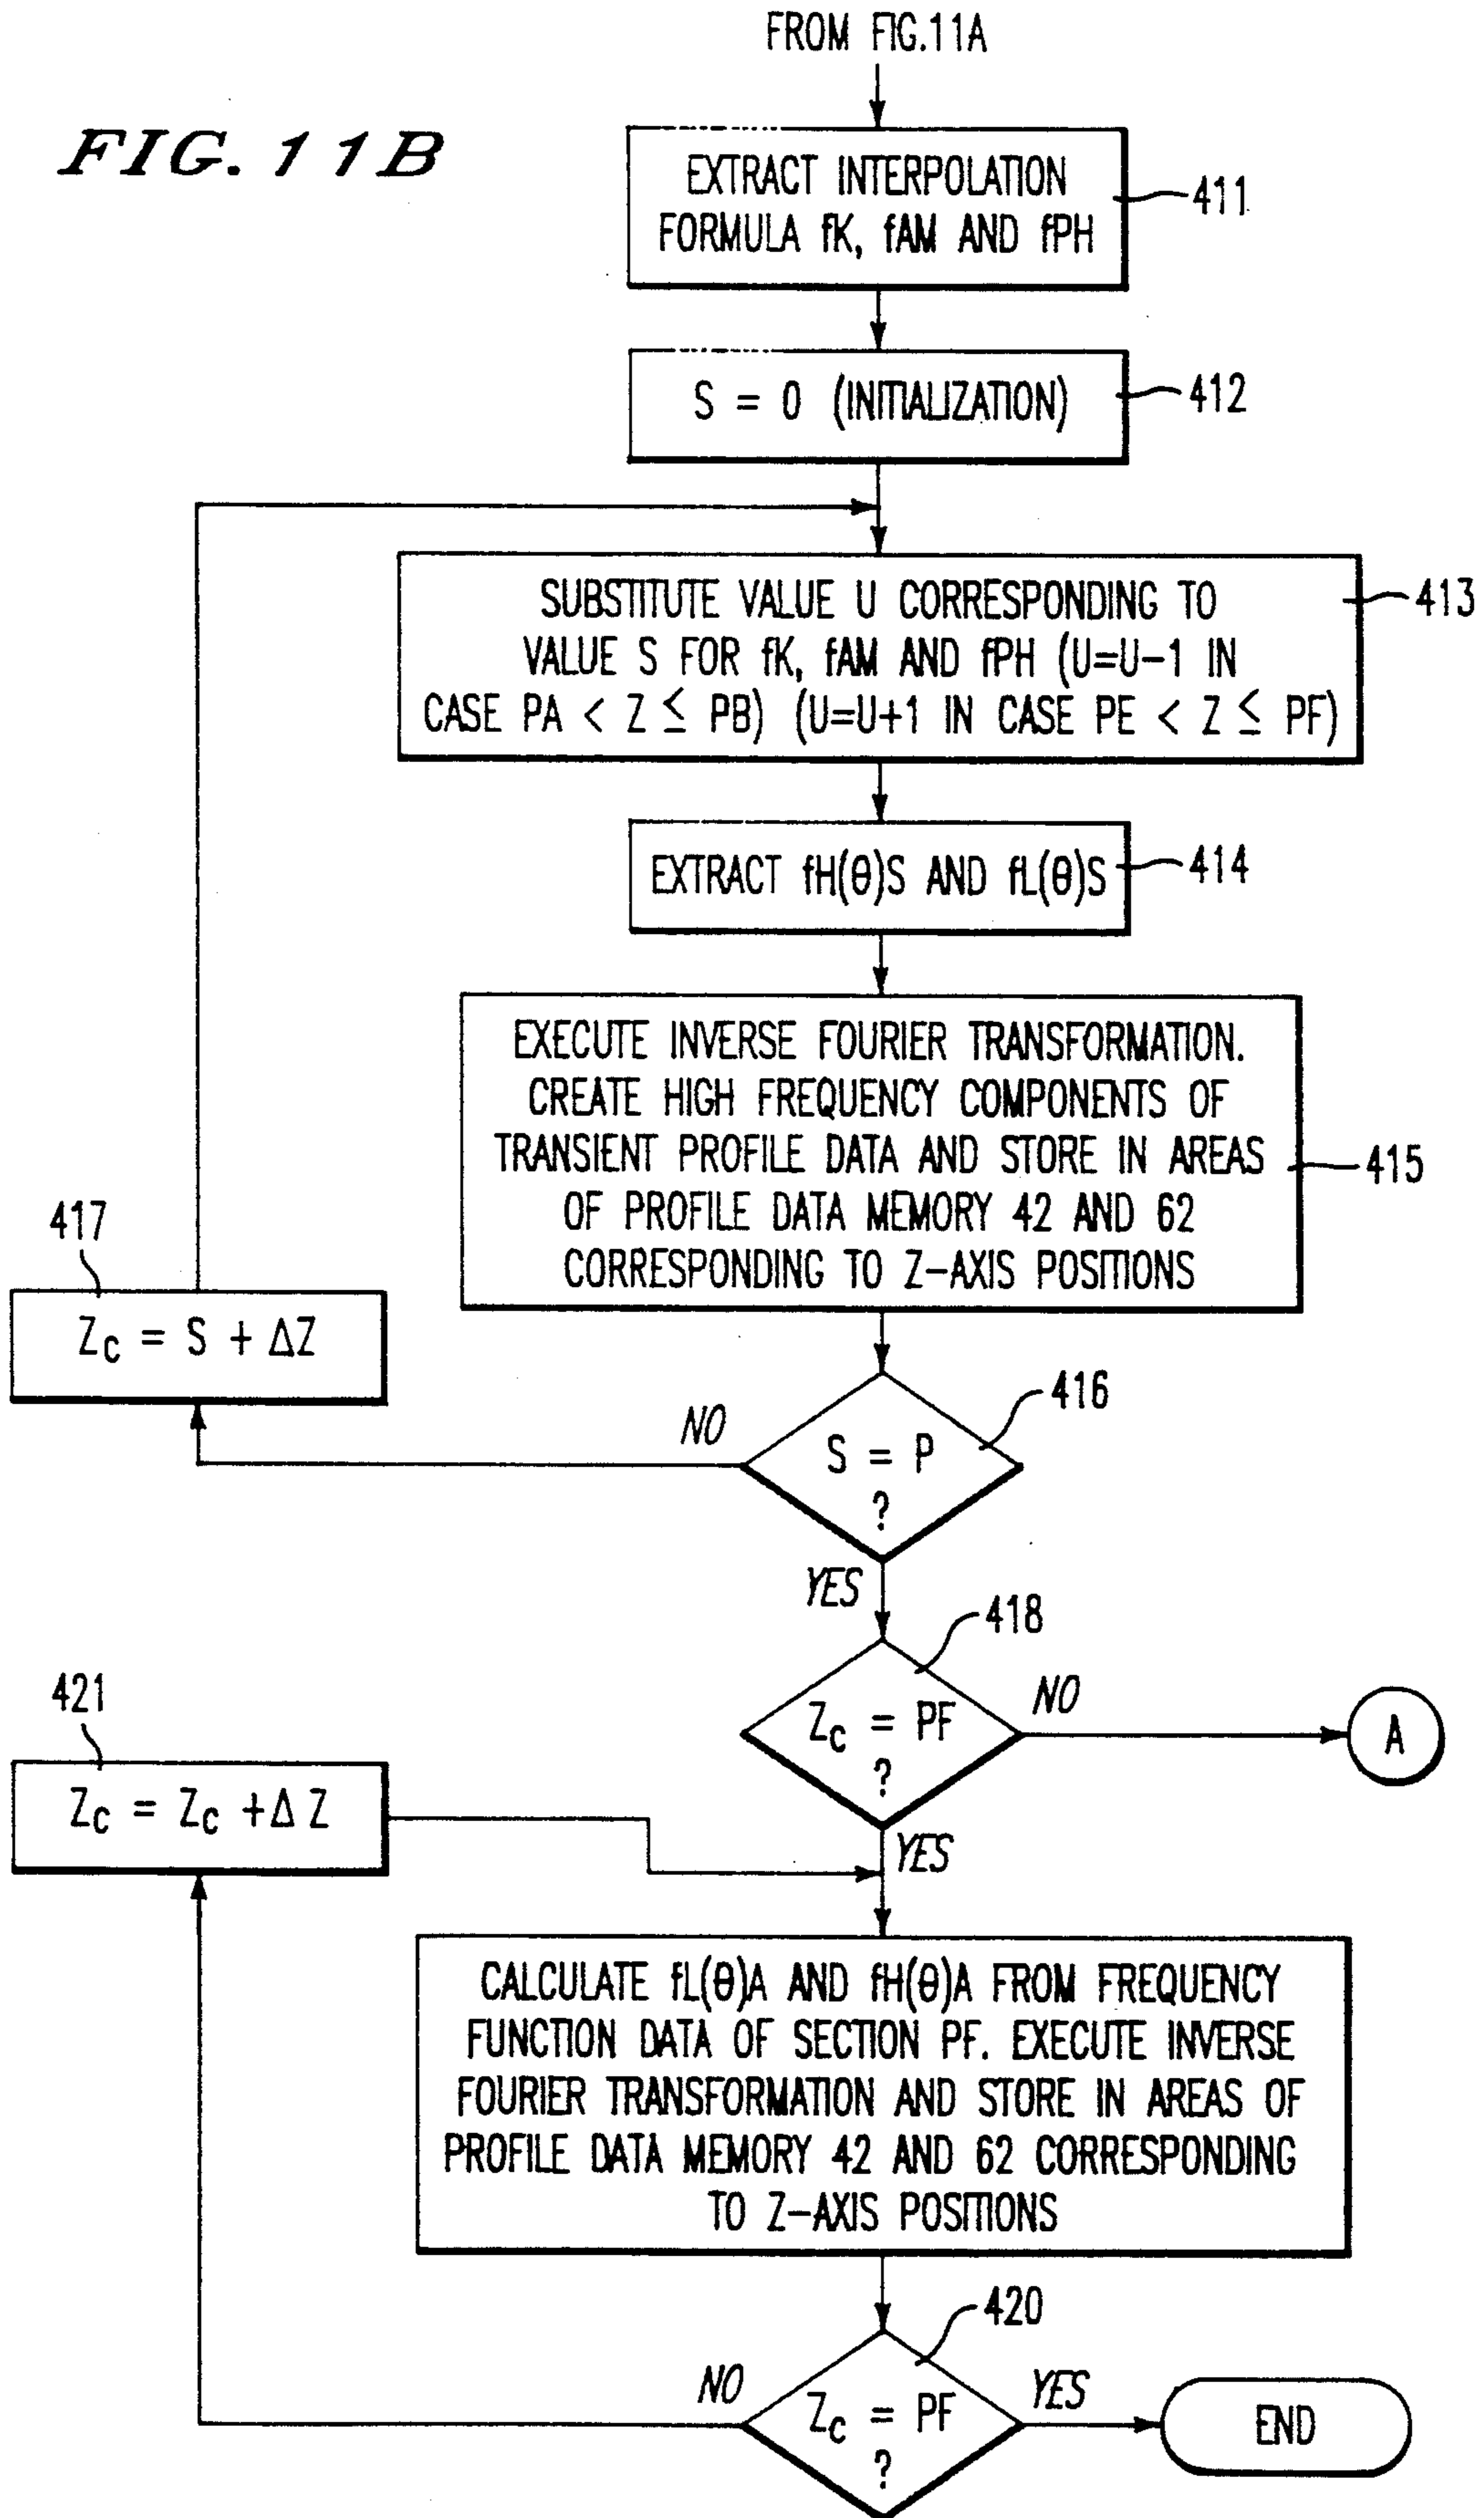 FROM FIG.11A
FIG. 11B
EXTRACT INTERPOLATION
FORMULA fK, fAM AND fPH
411
S = 0 (INITIALIZATION)
412
SUBSTITUTE VALUE U CORRESPONDING TO
VALUE S FOR fK, fAM AND fPH (U=U-1 IN
CASE PA < Z ≤ PB) (U=U+1 IN CASE PE < Z ≤ PF)
413
EXTRACT fH(θ)S AND fL(θ)S
414
EXECUTE INVERSE FOURIER TRANSFORMATION.
CREATE HIGH FREQUENCY COMPONENTS OF
TRANSIENT PROFILE DATA AND STORE IN AREAS
OF PROFILE DATA MEMORY 42 AND 62
CORRESPONDING TO Z-AXIS POSITIONS
415
417
Zc = S + ΔZ
416
NO
S = P
?
YES
418
Zc = PF
?
NO
A
YES
421
Zc = Zc +Δ Z
CALCULATE fL(θ)A AND fH(θ)A FROM FREQUENCY
FUNCTION DATA OF SECTION PF. EXECUTE INVERSE
FOURIER TRANSFORMATION AND STORE IN AREAS OF
PROFILE DATA MEMORY 42 AND 62 CORRESPONDING
TO Z-AXIS POSITIONS
420
NO
Zc = PF
?
YES
END